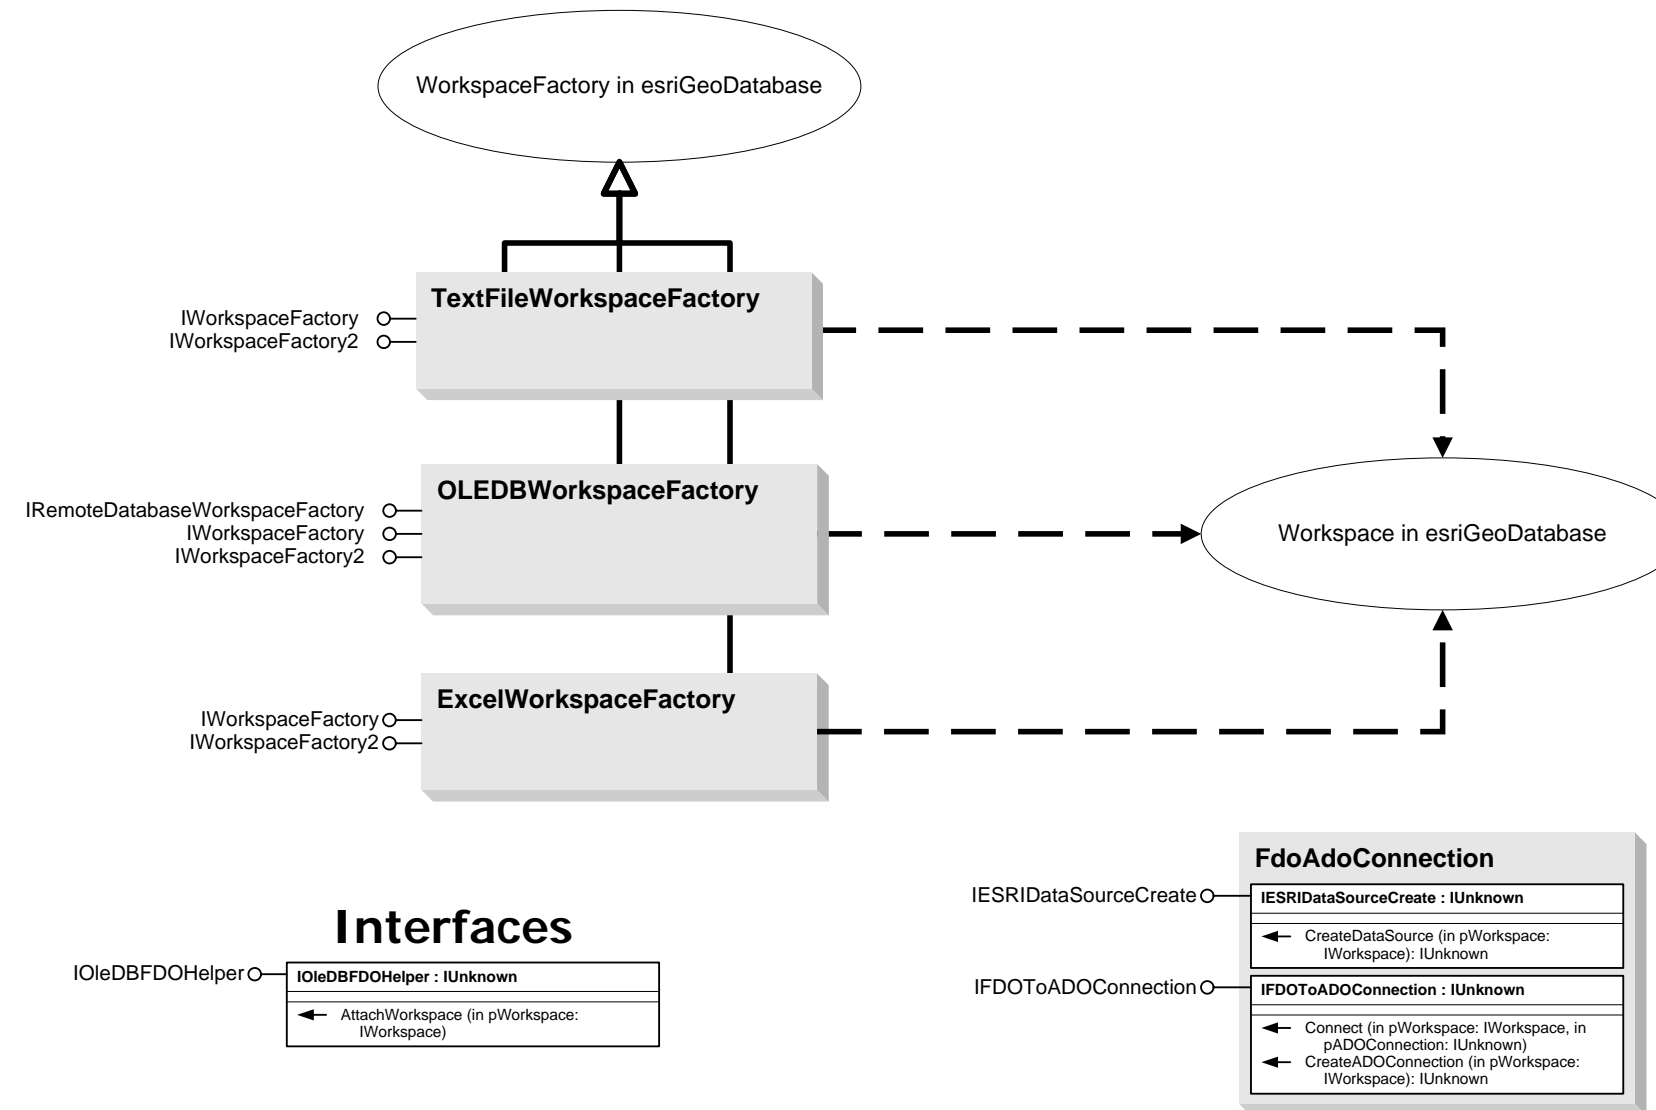 WorkspaceFactory in esriGeoDatabase
TextFileWorkspaceFactory
IWorkspaceFactory
IWorkspaceFactory2
OLEDBWorkspaceFactory
IRemoteDatabaseWorkspaceFactory
IWorkspaceFactory
IWorkspaceFactory2
Workspace in esriGeoDatabase
ExcelWorkspaceFactory
IWorkspaceFactory
IWorkspaceFactory2
Interfaces
IOleDBFDOHelper
IOleDBFDOHelper : IUnknown
AttachWorkspace (in pWorkspace:
IWorkspace)
FdoAdoConnection
IESRIDataSourceCreate
IESRIDataSourceCreate : IUnknown
CreateDataSource (in pWorkspace:
IWorkspace): IUnknown
IFDOToADOConnection
IFDOToADOConnection : IUnknown
Connect (in pWorkspace: IWorkspace, in
pADOConnection: IUnknown)
CreateADOConnection (in pWorkspace:
IWorkspace): IUnknown